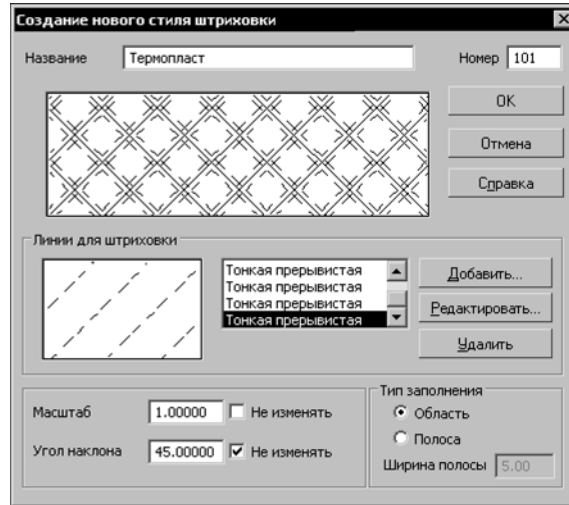 Создание нового стиля штриховки
Название Термопласт Номер 101
OK
Отмена
Справка
Линии для штриховки
Тонкая прерывистая
Тонкая прерывистая
Тонкая прерывистая
Тонкая прерывистая
Добавить...
Редактировать...
Удалить
Масштаб 1.00000 Не изменять
Угол наклона 45.00000 Не изменять
Тип заполнения
Область
Полоса
Ширина полосы 5.00